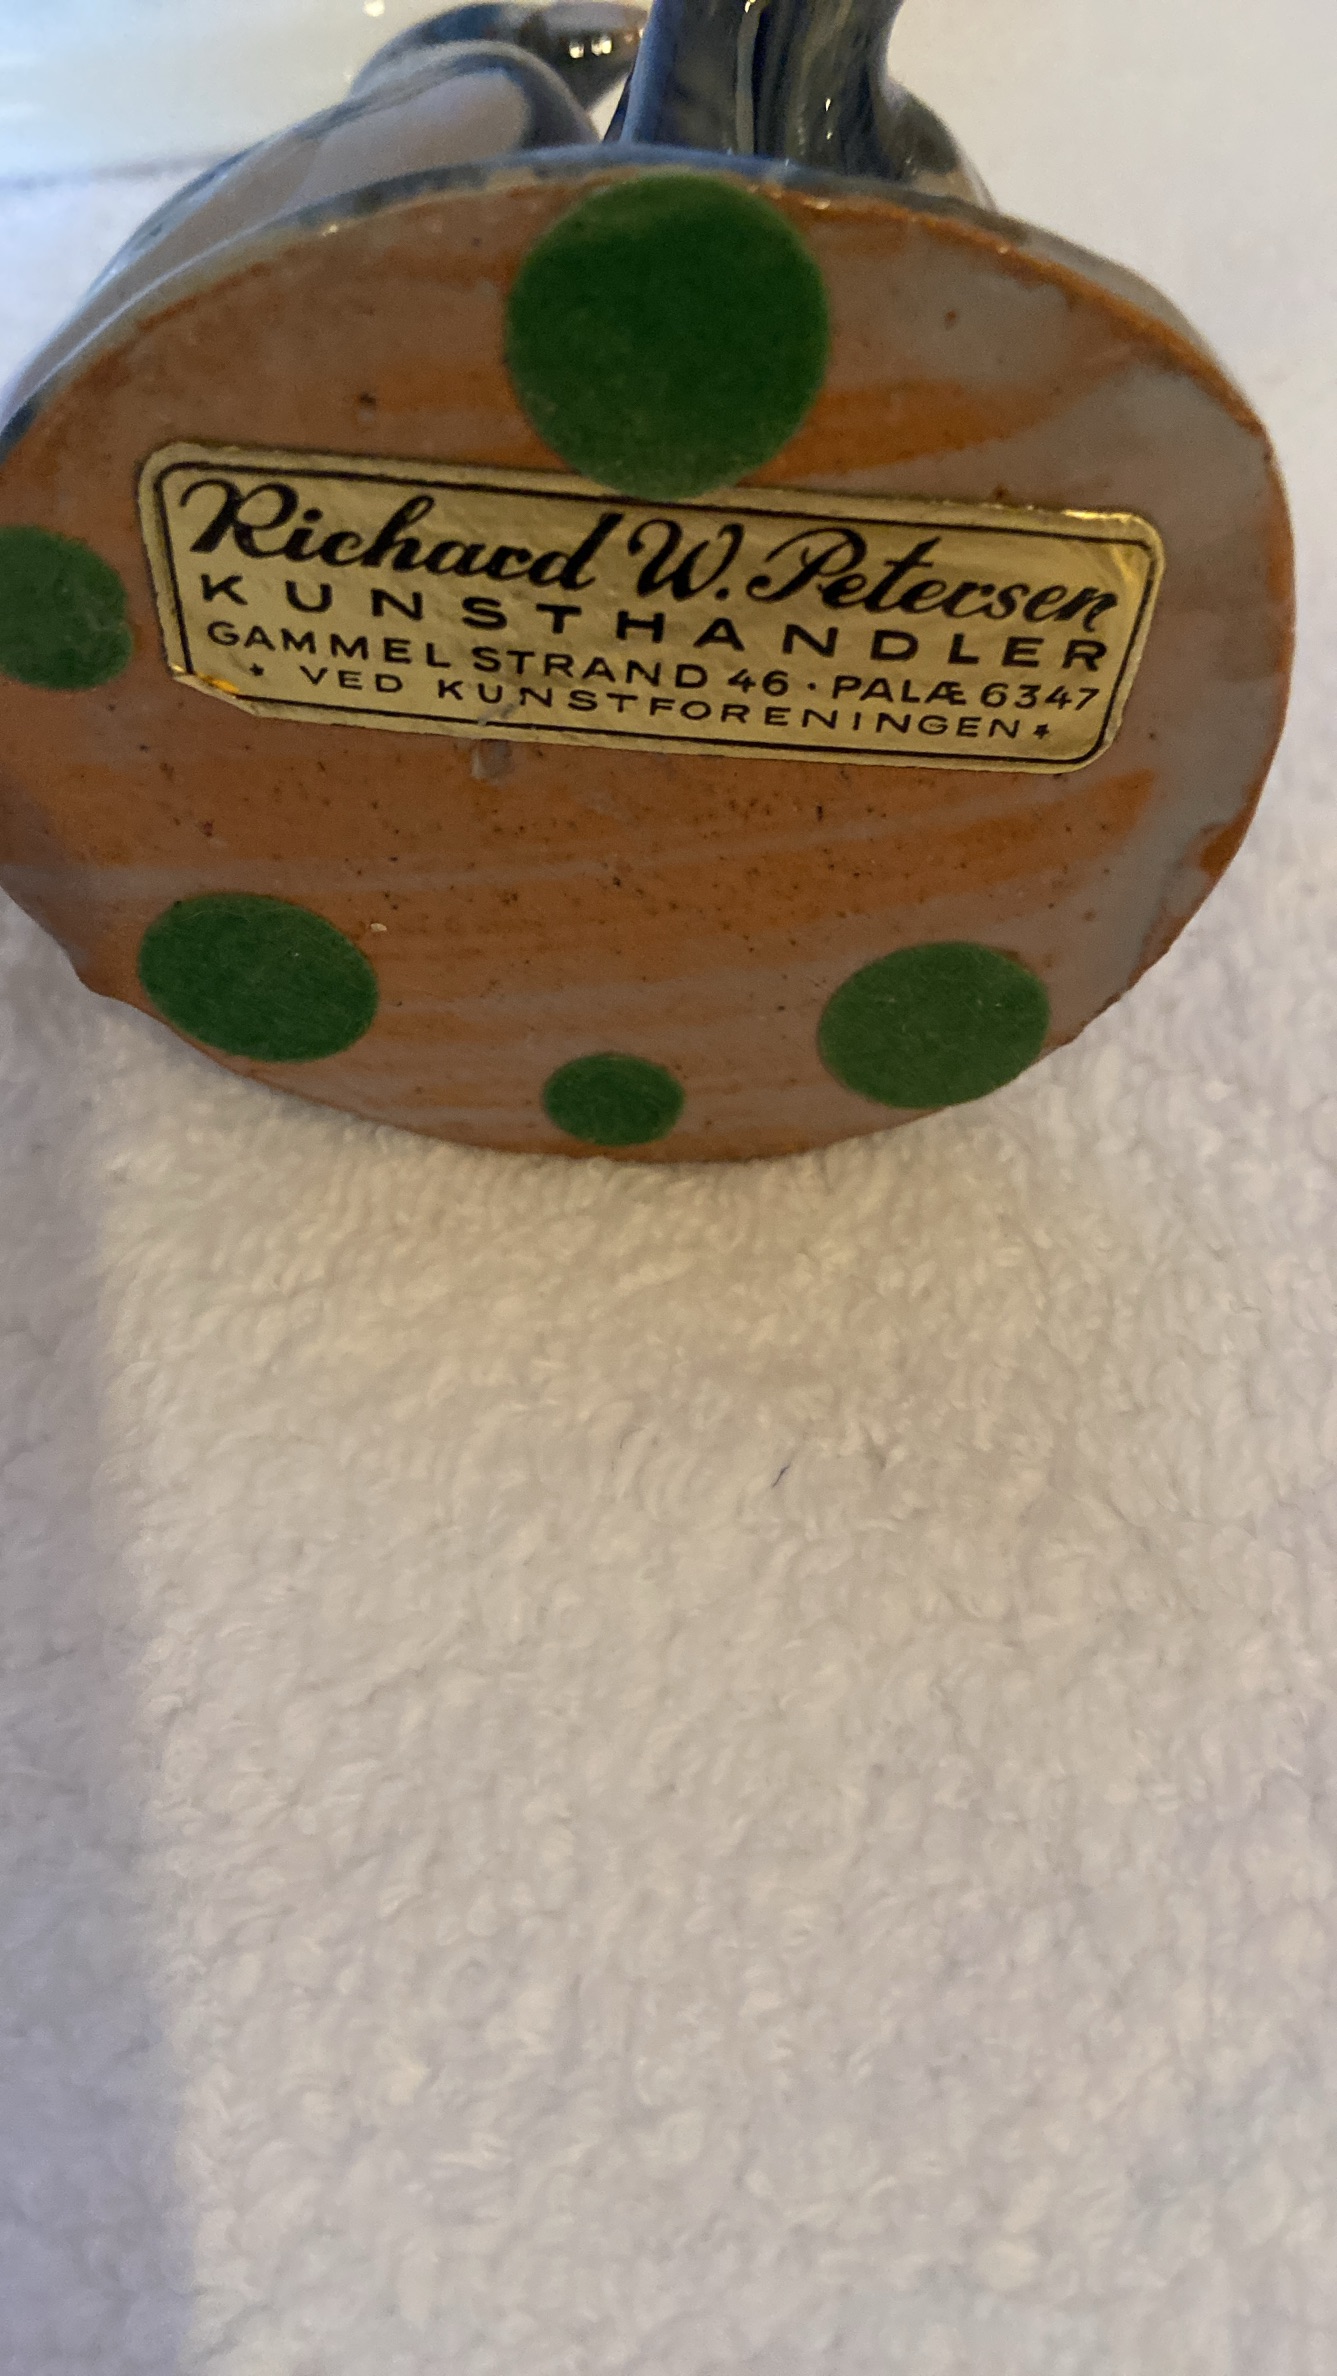 Richard W. Petersen
KUNSTHANDLER
GAMMEL STRAND 46 · PALÆ 6347
* VED KUNSTFORENINGEN *